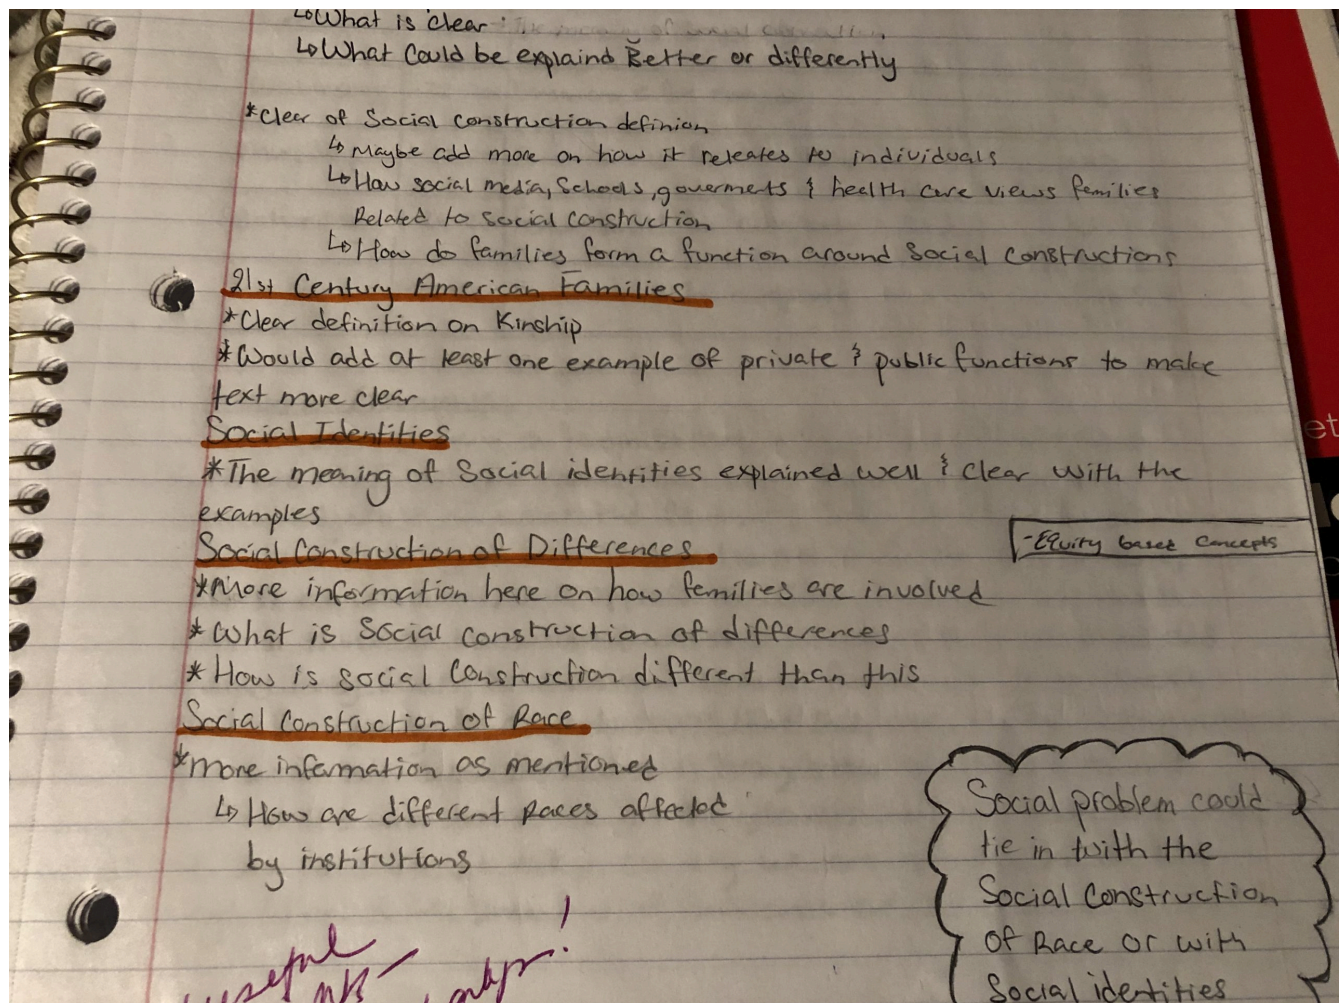 ↳What is clear
↳What Could be explaind Better or differently
*Clear of Social Construction definion
↳Maybe add more on how it releates to individuals
↳How social media, Schools, goverments & health care views families
Related to social construction
↳How do families form a function around Social Constructions
21st Century American Families
*Clear definition on Kinship
*Would add at least one example of private & public functions to make
text more clear
Social Identities
*The meaning of Social identities explained well & clear with the
examples
-Equity based Concepts
Social Construction of Differences
*More information here on how families are involved
*What is Social construction of differences
*How is social Construction different than this
Social Construction of Race
*more information as mentioned
↳How are different Races affected
by institutions
Social problem could
tie in with the
Social Construction
Of Race or with
Social identities
useful
et